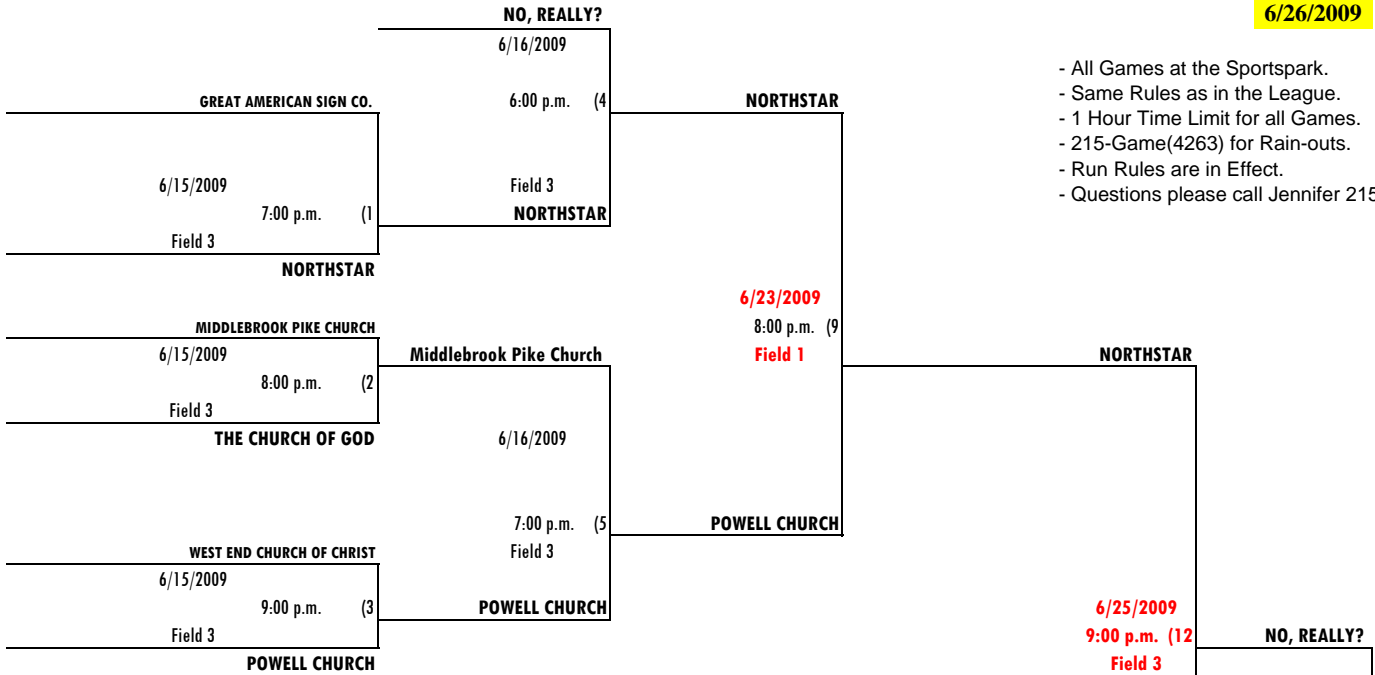 NO, REALLY?
6/26/2009
6/16/2009
- All Games at the Sportspark.
- Same Rules as in the League.
- 1 Hour Time Limit for all Games.
- 215-Game(4263) for Rain-outs.
- Run Rules are in Effect.
- Questions please call Jennifer 215
GREAT AMERICAN SIGN CO.
6:00 p.m. (4
NORTHSTAR
6/15/2009
Field 3
7:00 p.m. (1
NORTHSTAR
Field 3
NORTHSTAR
6/23/2009
MIDDLEBROOK PIKE CHURCH
8:00 p.m. (9
6/15/2009
Middlebrook Pike Church
Field 1
NORTHSTAR
8:00 p.m. (2
Field 3
THE CHURCH OF GOD
6/16/2009
7:00 p.m. (5
POWELL CHURCH
WEST END CHURCH OF CHRIST
Field 3
6/15/2009
9:00 p.m. (3
POWELL CHURCH
6/25/2009
Field 3
9:00 p.m. (12
NO, REALLY?
POWELL CHURCH
Field 3